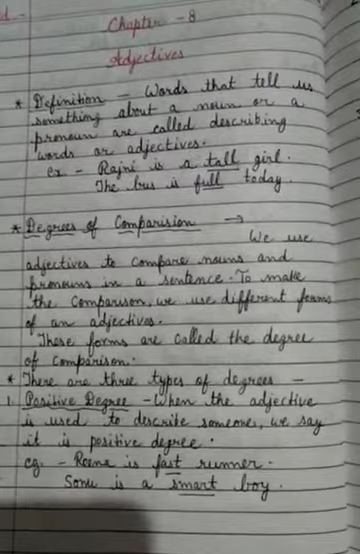 Chapter - 8
Adjectives
* Definition - Words that tell us
something about a noun or a
pronoun are called describing
words or adjectives.
ex - Rajni is a tall girl.
The bus is full today.
* Degrees of Comparision →
We use
adjectives to compare nouns and
pronouns in a sentence. To make
the comparison, we use different forms
of an adjectives.
These forms are called the degree
of comparison.
* There are three types of degrees -
1. Positive Degree - When the adjective
is used to describe someone, we say
it is positive degree.
eg. - Rama is fast runner.
Sonu is a smart boy.